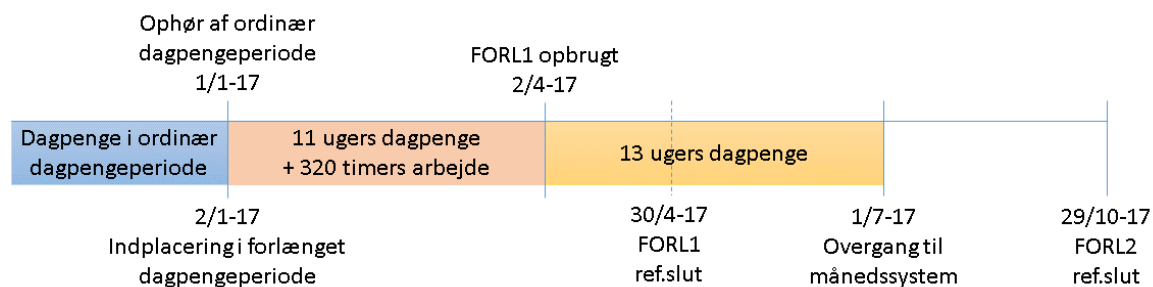 Ophør af ordinær
dagpengeperiode
1/1-17
FORL1 opbrugt
2/4-17
Dagpenge i ordinær
dagpengeperiode
11 ugers dagpenge
+ 320 timers arbejde
13 ugers dagpenge
2/1-17
Indplacering i forlænget
dagpengeperiode
30/4-17
FORL1
ref.slut
1/7-17
Overgang til
månedssystem
29/10-17
FORL2
ref.slut